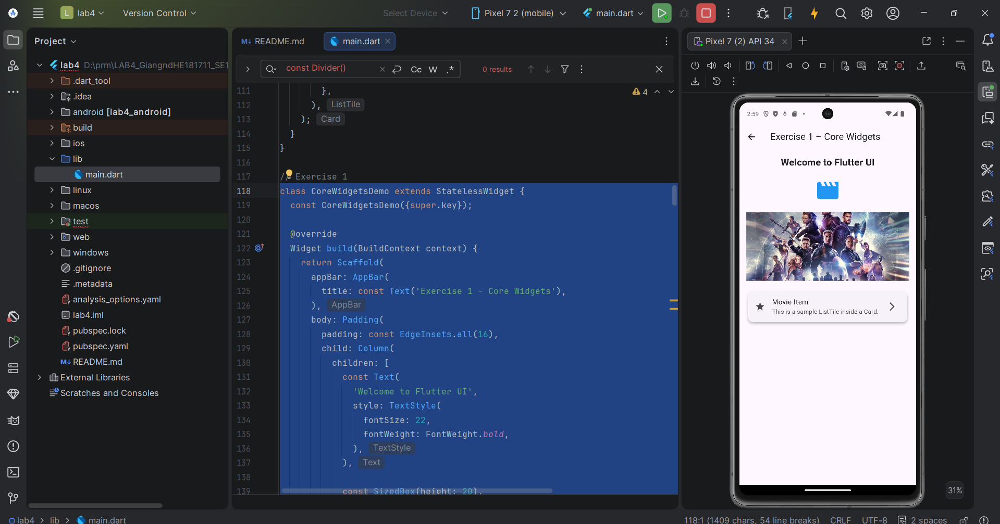 L lab4 Version Control Select Device Pixel 7 2 (mobile) main.dart
Project
lab4 D:\prm\LAB4_GiangndHE181711_SE1
.dart_tool
.idea
android [lab4_android]
build
ios
lib
main.dart
linux
macos
test
web
windows
.gitignore
.metadata
analysis_options.yaml
lab4.iml
pubspec.lock
pubspec.yaml
M↓ README.md
External Libraries
Scratches and Consoles
M↓ README.md main.dart
const Divider() Cc W .* 0 results
4
111 },
112 ), ListTile
113 ); Card
114 }
115 }
116
117 // Exercise 1
118 class CoreWidgetsDemo extends StatelessWidget {
119 const CoreWidgetsDemo({super.key});
120
121 @override
122 Widget build(BuildContext context) {
123 return Scaffold(
124 appBar: AppBar(
125 title: const Text('Exercise 1 – Core Widgets'),
126 ), AppBar
127 body: Padding(
128 padding: const EdgeInsets.all(16),
129 child: Column(
130 children: [
131 const Text(
132 'Welcome to Flutter UI',
133 style: TextStyle(
134 fontSize: 22,
135 fontWeight: FontWeight.bold,
136 ), TextStyle
137 ), Text
138
139 const SizedBox(height: 20),
Pixel 7 (2) API 34
2:59
Exercise 1 – Core Widgets
Welcome to Flutter UI
Movie Item
This is a sample ListTile inside a Card.
31%
lab4 > lib > main.dart
118:1 (1409 chars, 54 line breaks) CRLF UTF-8 2 spaces